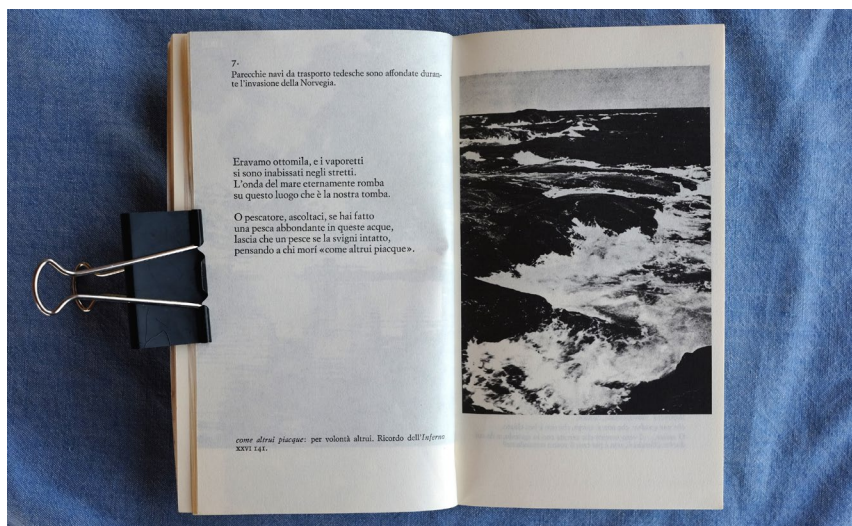 7.
Parecchie navi da trasporto tedesche sono affondate duran-
te l'invasione della Norvegia.
Eravamo ottomila, e i vaporetti
si sono inabissati negli stretti.
L'onda del mare eternamente romba
su questo luogo che è la nostra tomba.
O pescatore, ascoltaci, se hai fatto
una pesca abbondante in queste acque,
lascia che un pesce se la svigni intatto,
pensando a chi morí «come altrui piacque».
come altrui piacque: per volontà altrui. Ricordo dell'Inferno
XXVI 141.